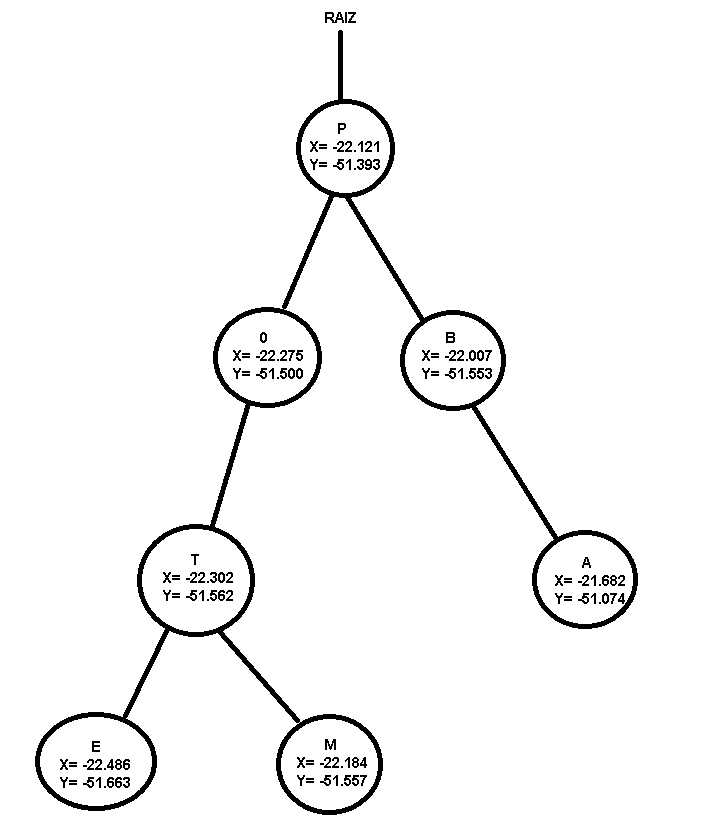 RAIZ
P
X= -22.121
Y= -51.393
0
X= -22.275
Y= -51.500
B
X= -22.007
Y= -51.553
T
X= -22.302
Y= -51.562
A
X= -21.682
Y= -51.074
E
X= -22.486
Y= -51.663
M
X= -22.184
Y= -51.557